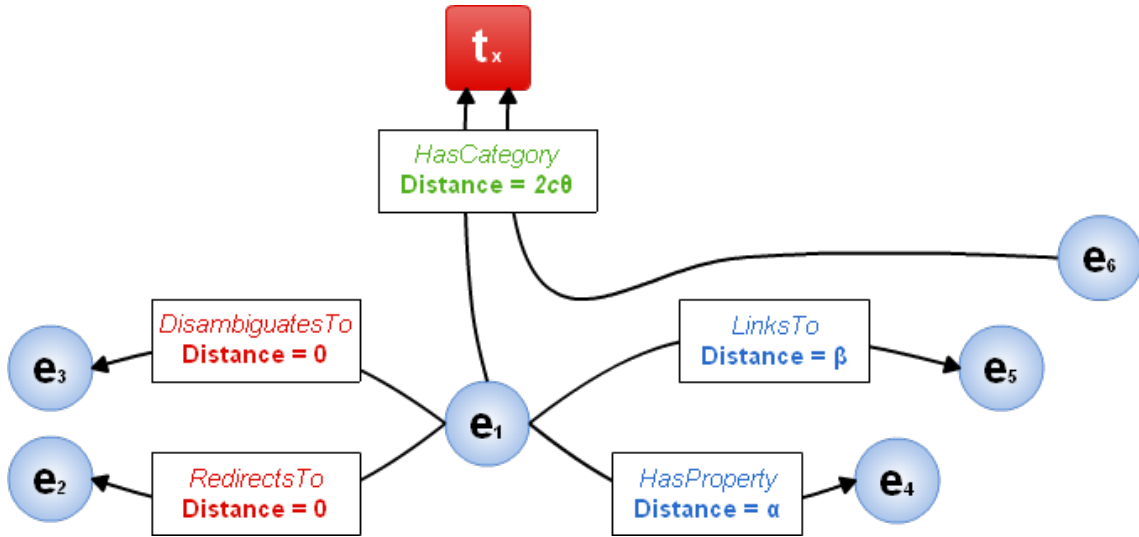 tₓ
HasCategory
Distance = 2cθ
e₆
DisambiguatesTo
Distance = 0
LinksTo
Distance = β
e₃
e₅
e₁
RedirectsTo
Distance = 0
HasProperty
Distance = α
e₂
e₄